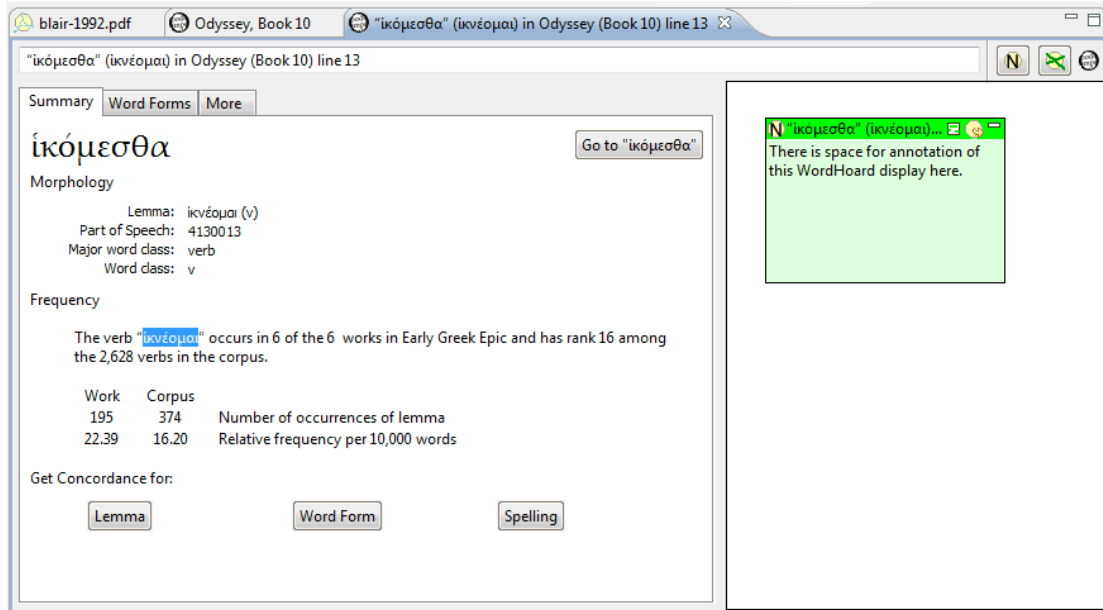 blair-1992.pdf Odyssey, Book 10 "ἱκόμεσθα" (ἱκνέομαι) in Odyssey (Book 10) line 13
"ἱκόμεσθα" (ἱκνέομαι) in Odyssey (Book 10) line 13
N
Summary Word Forms More
ἱκόμεσθα
Go to "ἱκόμεσθα"
Morphology
Lemma: ἱκνέομαι (v)
Part of Speech: 4130013
Major word class: verb
Word class: v
Frequency
The verb "ἱκνέομαι" occurs in 6 of the 6 works in Early Greek Epic and has rank 16 among
the 2,628 verbs in the corpus.
Work Corpus
195 374 Number of occurrences of lemma
22.39 16.20 Relative frequency per 10,000 words
Get Concordance for:
Lemma Word Form Spelling
N "ἱκόμεσθα" (ἱκνέομαι)...
There is space for annotation of
this WordHoard display here.